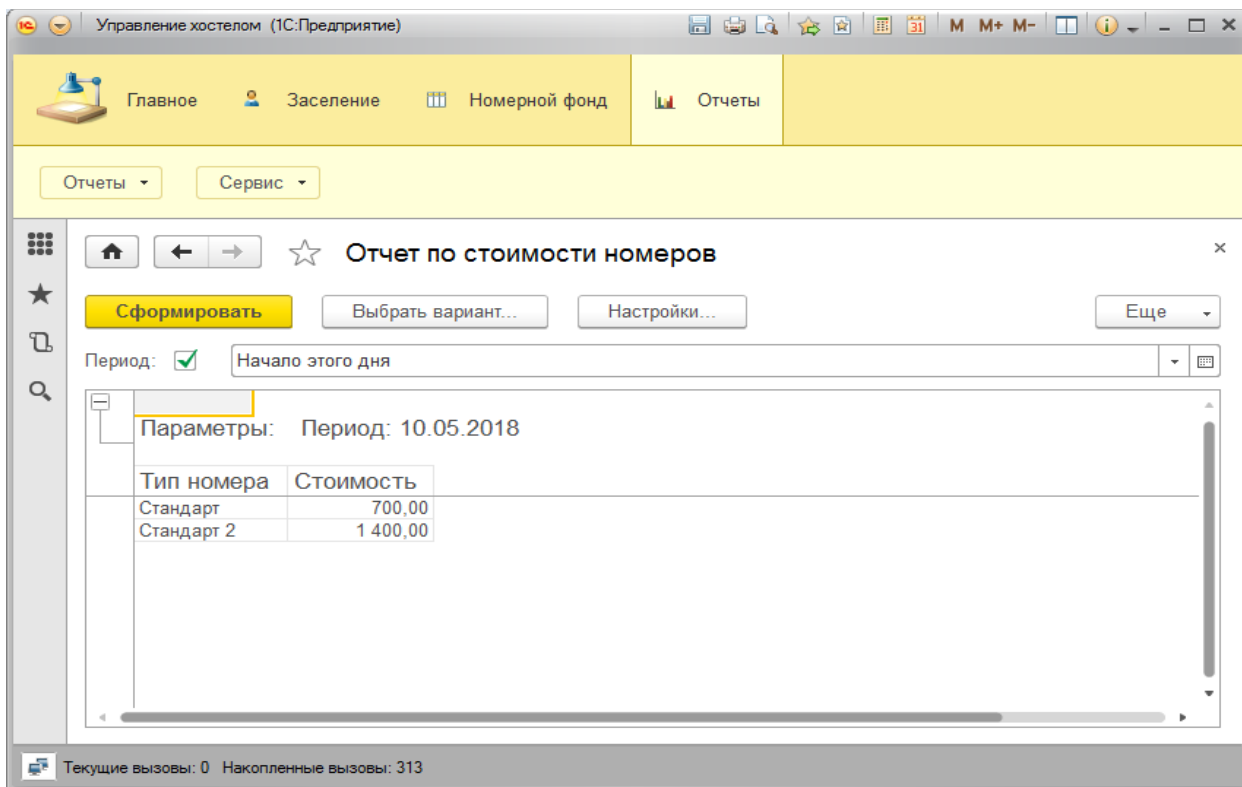 1С Управление хостелом (1С:Предприятие) 31 M M+ M-
Главное Заселение Номерной фонд Отчеты
Отчеты Сервис
Отчет по стоимости номеров
Сформировать Выбрать вариант... Настройки... Еще
Период: Начало этого дня
Параметры: Период: 10.05.2018
Тип номера Стоимость
Стандарт 700,00
Стандарт 2 1 400,00
Текущие вызовы: 0 Накопленные вызовы: 313